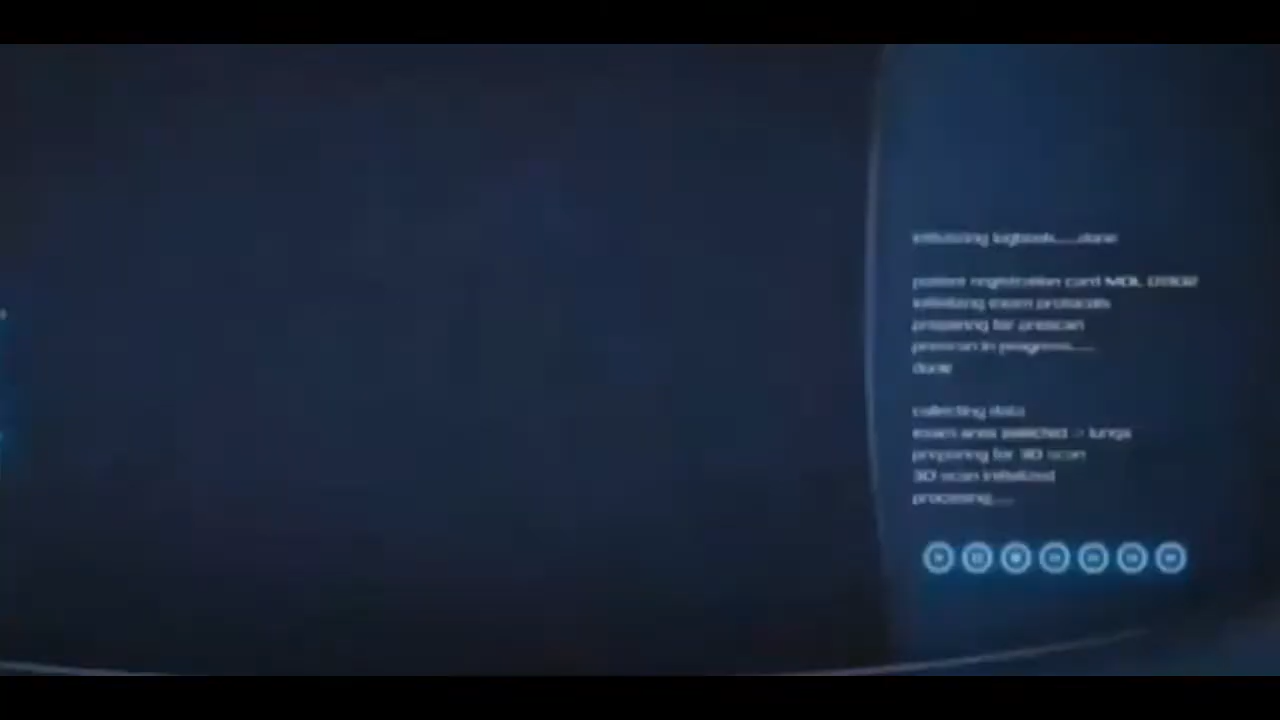 initializing logbook.....done
patient registration card MDL
initializing exam protocols
preparing for prescan
prescan in progress.....
done
collecting data
exam area selected -> lungs
preparing for 3D scan
3D scan initialized
processing.....